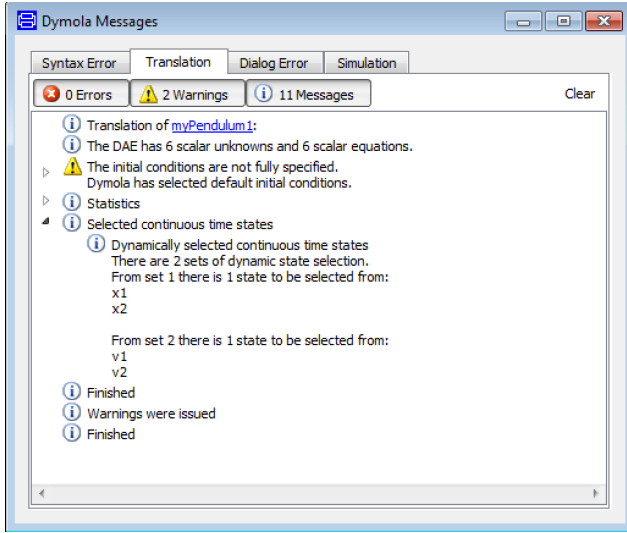 Dymola Messages
Syntax Error Translation Dialog Error Simulation
0 Errors 2 Warnings 11 Messages Clear
Translation of myPendulum1:
The DAE has 6 scalar unknowns and 6 scalar equations.
The initial conditions are not fully specified.
Dymola has selected default initial conditions.
Statistics
Selected continuous time states
Dynamically selected continuous time states
There are 2 sets of dynamic state selection.
From set 1 there is 1 state to be selected from:
x1
x2
From set 2 there is 1 state to be selected from:
v1
v2
Finished
Warnings were issued
Finished